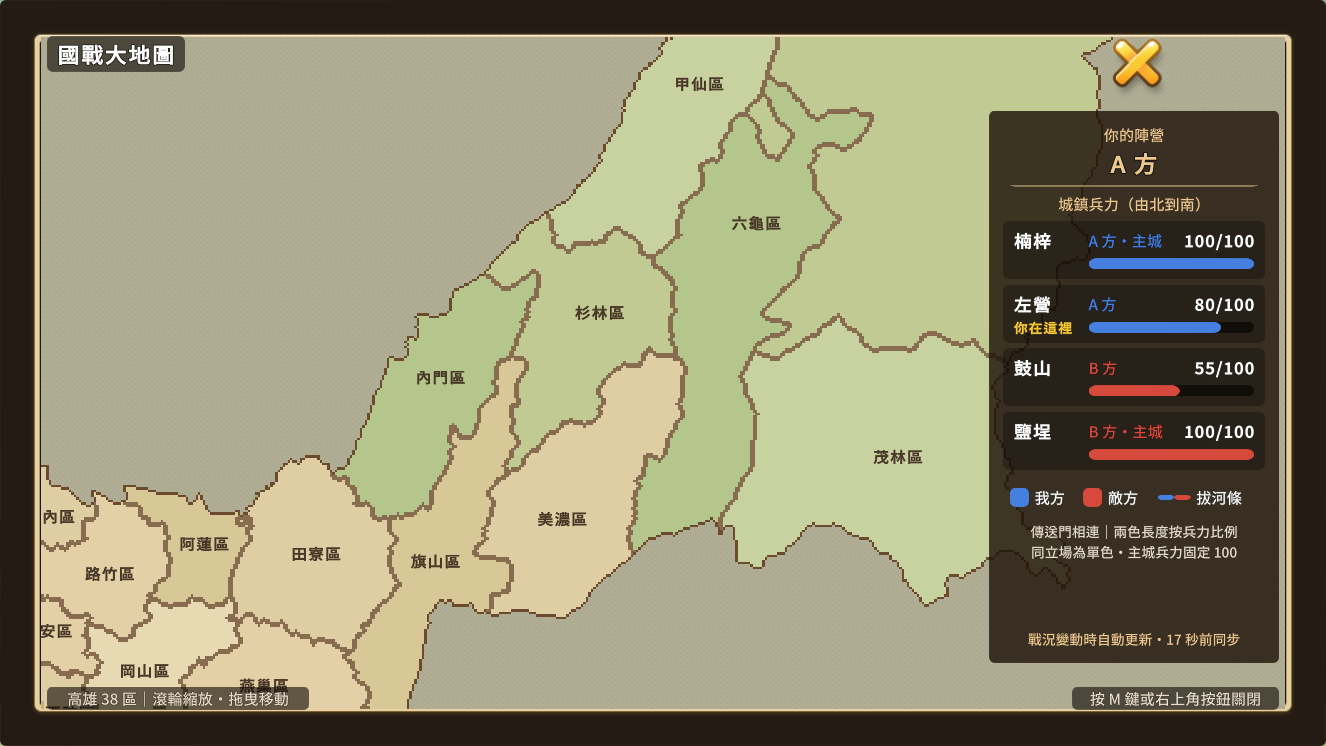 國戰大地圖
甲仙區
六龜區
杉林區
內門區
茂林區
美濃區
內區
阿蓮區
田寮區
旗山區
路竹區
安區
岡山區
燕巢區
高雄 38 區｜滾輪縮放・拖曳移動
你的陣營
A 方
城鎮兵力（由北到南）
楠梓 A 方・主城 100/100
左營 A 方 80/100
你在這裡
鼓山 B 方 55/100
鹽埕 B 方・主城 100/100
我方 敵方 拔河條
傳送門相連｜兩色長度按兵力比例
同立場為單色・主城兵力固定 100
戰況變動時自動更新・17 秒前同步
按 M 鍵或右上角按鈕關閉